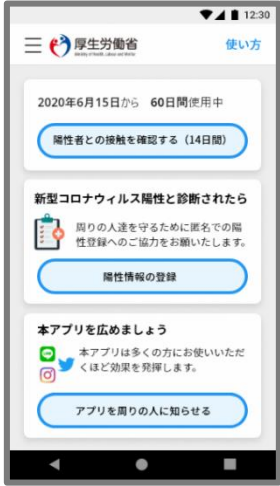 12:30
厚生労働省
Ministry of Health, Labour and Welfare
使い方
2020年6月15日から 60日間使用中
陽性者との接触を確認する（14日間）
新型コロナウィルス陽性と診断されたら
周りの人達を守るために匿名での陽
性登録へのご協力をお願いいたします。
陽性情報の登録
本アプリを広めましょう
本アプリは多くの方にお使いいただ
くほど効果を発揮します。
アプリを周りの人に知らせる